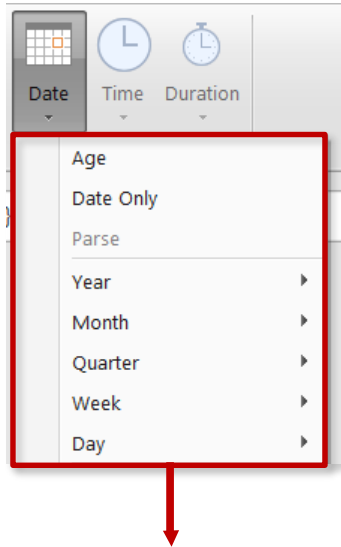 Date Time Duration
Age
Date Only
Parse
Year
Month
Quarter
Week
Day